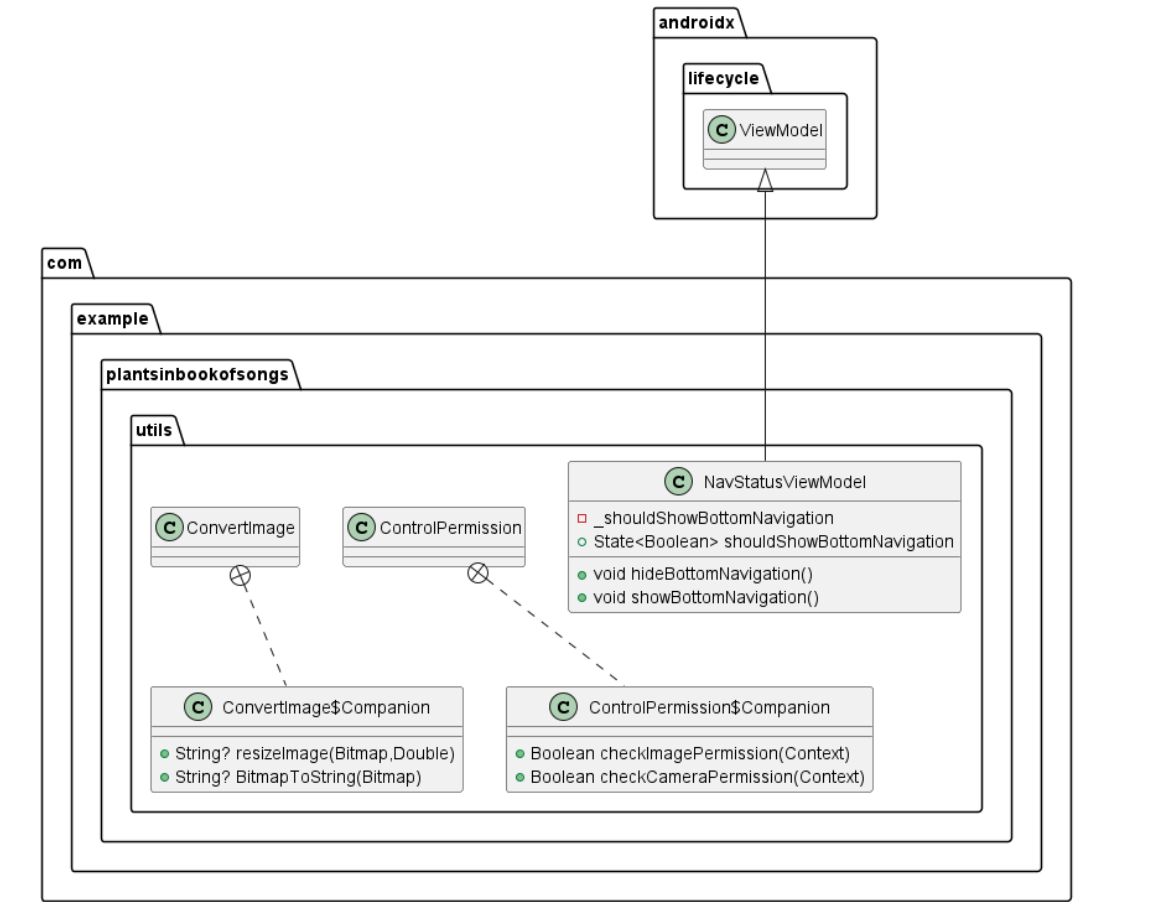 androidx
lifecycle
C ViewModel
com
example
plantsinbookofsongs
utils
C ConvertImage
C ControlPermission
C NavStatusViewModel
_shouldShowBottomNavigation
State<Boolean> shouldShowBottomNavigation
void hideBottomNavigation()
void showBottomNavigation()
C ConvertImage$Companion
String? resizeImage(Bitmap,Double)
String? BitmapToString(Bitmap)
C ControlPermission$Companion
Boolean checkImagePermission(Context)
Boolean checkCameraPermission(Context)